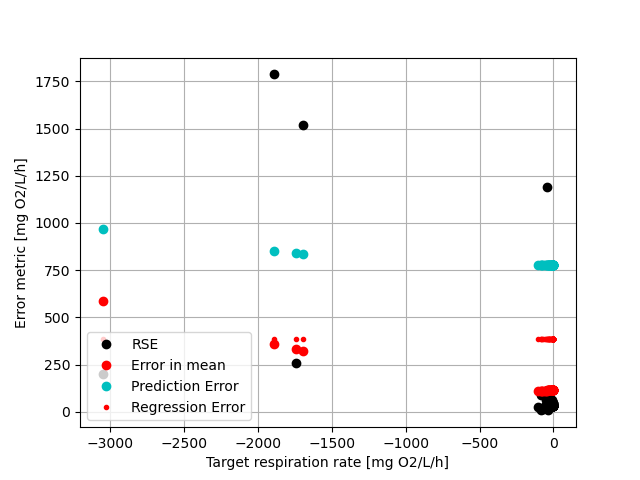 1750
1500
1250
1000
750
500
250
0
Error metric [mg O2/L/h]
RSE
Error in mean
Prediction Error
Regression Error
−3000 −2500 −2000 −1500 −1000 −500 0
Target respiration rate [mg O2/L/h]